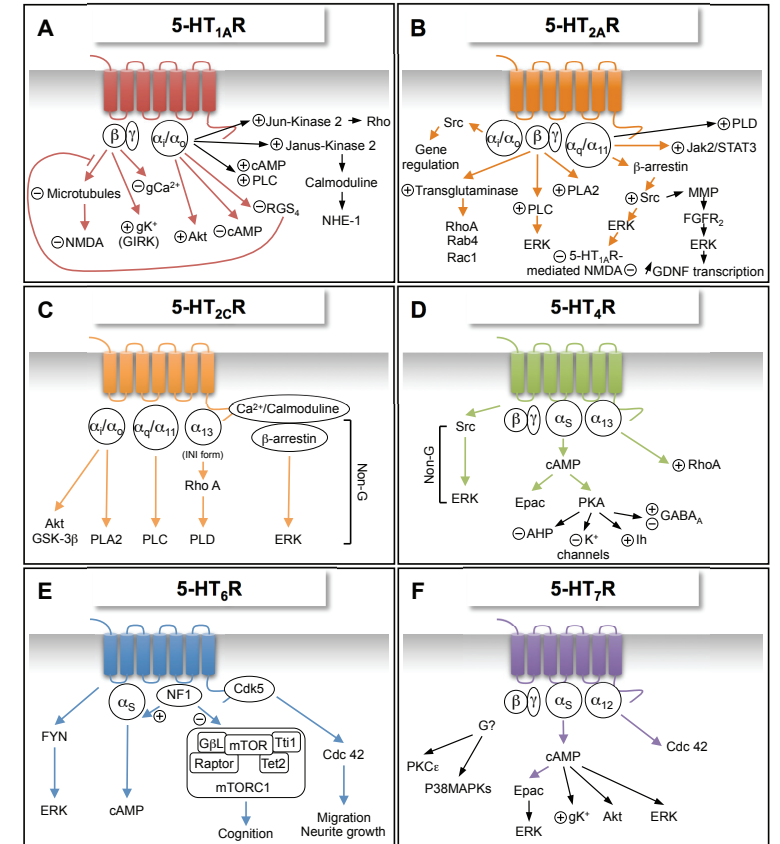 A
5-HT1AR
β
γ
αi/αo
⊕Jun-Kinase 2 → Rho
⊕ Janus-Kinase 2
⊕cAMP
⊕PLC
Calmoduline
NHE-1
⊖ Microtubules
⊖gCa2+
⊖RGS4
⊕ gK+
(GIRK)
⊕Akt
⊖cAMP
⊖NMDA
B
5-HT2AR
Src
αi/αo
β
γ
αq/α11
⊕PLD
⊕Jak2/STAT3
Gene
regulation
β-arrestin
⊕Transglutaminase
⊕PLA2
⊕Src
MMP
⊕PLC
FGFR2
RhoA
Rab4
Rac1
ERK
ERK
ERK
⊖ 5-HT1AR-
mediated NMDA⊖
GDNF transcription
C
5-HT2CR
Ca2+/Calmoduline
αi/αo
αq/α11
α13
β-arrestin
(INI form)
Rho A
Non-G
Akt
GSK-3β
PLA2
PLC
PLD
ERK
D
5-HT4R
Src
β
γ
αS
α13
Non-G
cAMP
⊕ RhoA
ERK
Epac
PKA
⊕
⊖
GABAA
⊖AHP
⊖ K+
channels
⊕Ih
E
5-HT6R
αS
NF1
Cdk5
⊕
⊖
FYN
GβL
mTOR
Tti1
Raptor
Tet2
mTORC1
Cdc 42
ERK
cAMP
Cognition
Migration
Neurite growth
F
5-HT7R
β
γ
αS
α12
G?
Cdc 42
PKCε
cAMP
P38MAPKs
Epac
⊕gK+
Akt
ERK
ERK